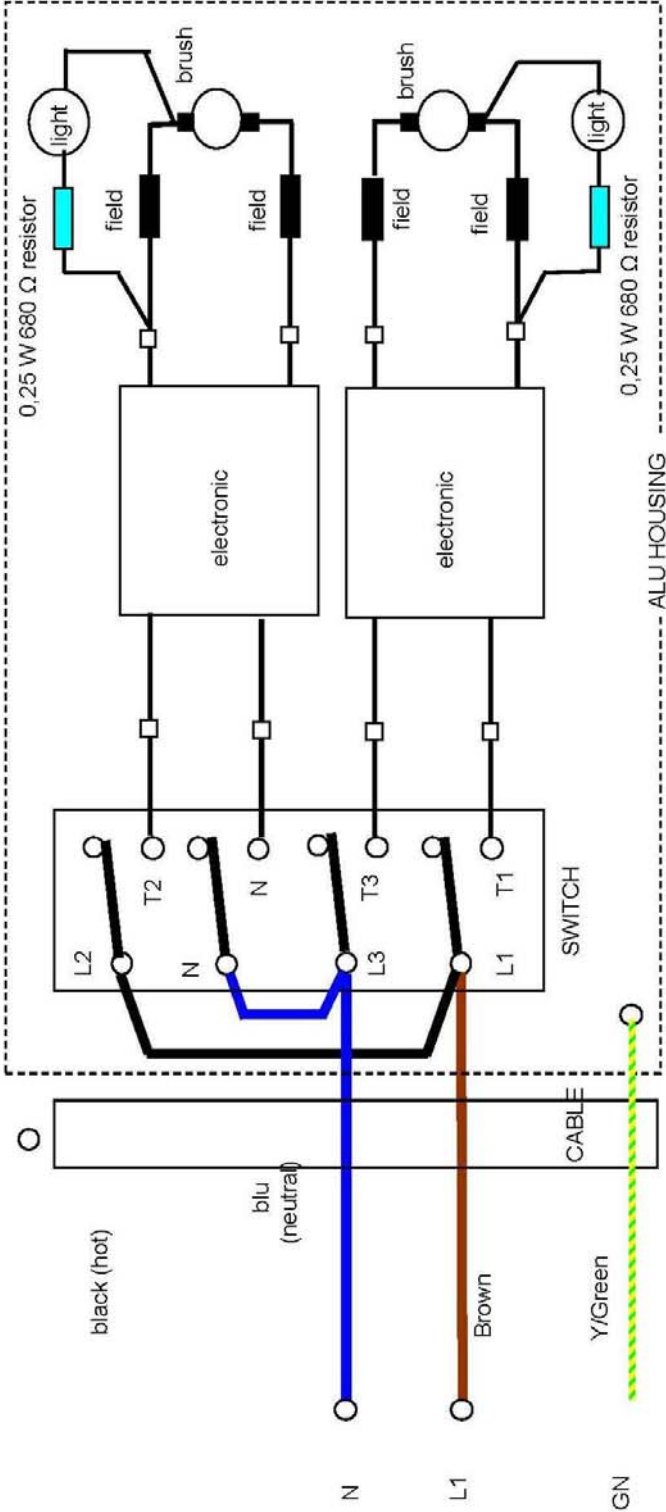 black (hot)
blu
(neutral)
N
L1
Brown
GN
Y/Green
CABLE
L2
T2
N
N
L3
T3
L1
T1
SWITCH
electronic
electronic
0,25 W 680 Ω resistor
light
field
brush
field
field
brush
field
light
0,25 W 680 Ω resistor
ALU HOUSING